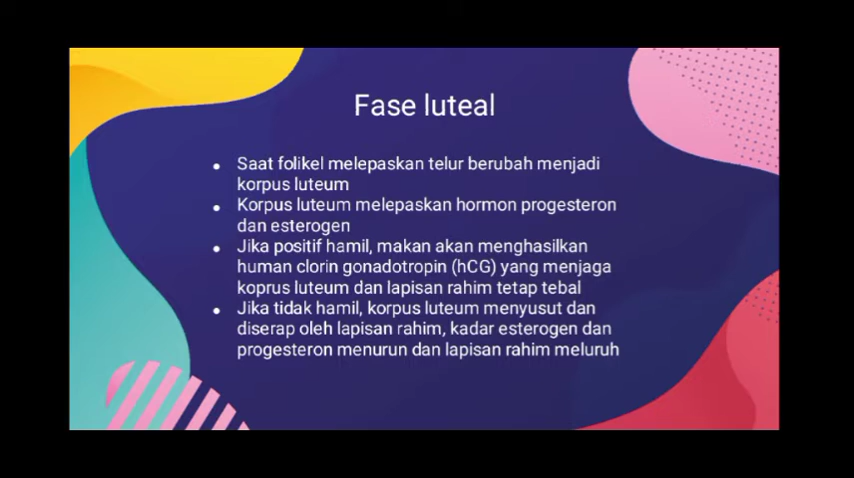 Fase luteal
● Saat folikel melepaskan telur berubah menjadi
korpus luteum
● Korpus luteum melepaskan hormon progesteron
dan esterogen
● Jika positif hamil, makan akan menghasilkan
human clorin gonadotropin (hCG) yang menjaga
koprus luteum dan lapisan rahim tetap tebal
● Jika tidak hamil, korpus luteum menyusut dan
diserap oleh lapisan rahim, kadar esterogen dan
progesteron menurun dan lapisan rahim meluruh